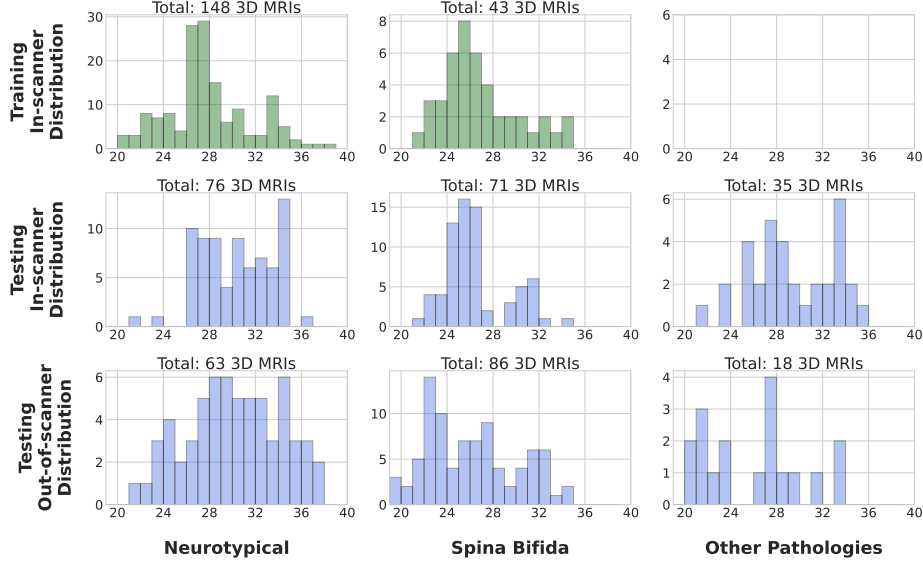 Total: 148 3D MRIs
Total: 43 3D MRIs
Training
In-scanner
Distribution
30
20
10
0
20 24 28 32 36 40
8
6
4
2
0
20 24 28 32 36 40
6
4
2
0
20 24 28 32 36 40
Total: 76 3D MRIs
Total: 71 3D MRIs
Total: 35 3D MRIs
Testing
In-scanner
Distribution
10
5
0
20 24 28 32 36 40
15
10
5
0
20 24 28 32 36 40
6
4
2
0
20 24 28 32 36 40
Total: 63 3D MRIs
Total: 86 3D MRIs
Total: 18 3D MRIs
Testing
Out-of-scanner
Distribution
6
4
2
0
20 24 28 32 36 40
10
5
0
20 24 28 32 36 40
4
3
2
1
0
20 24 28 32 36 40
Neurotypical
Spina Bifida
Other Pathologies